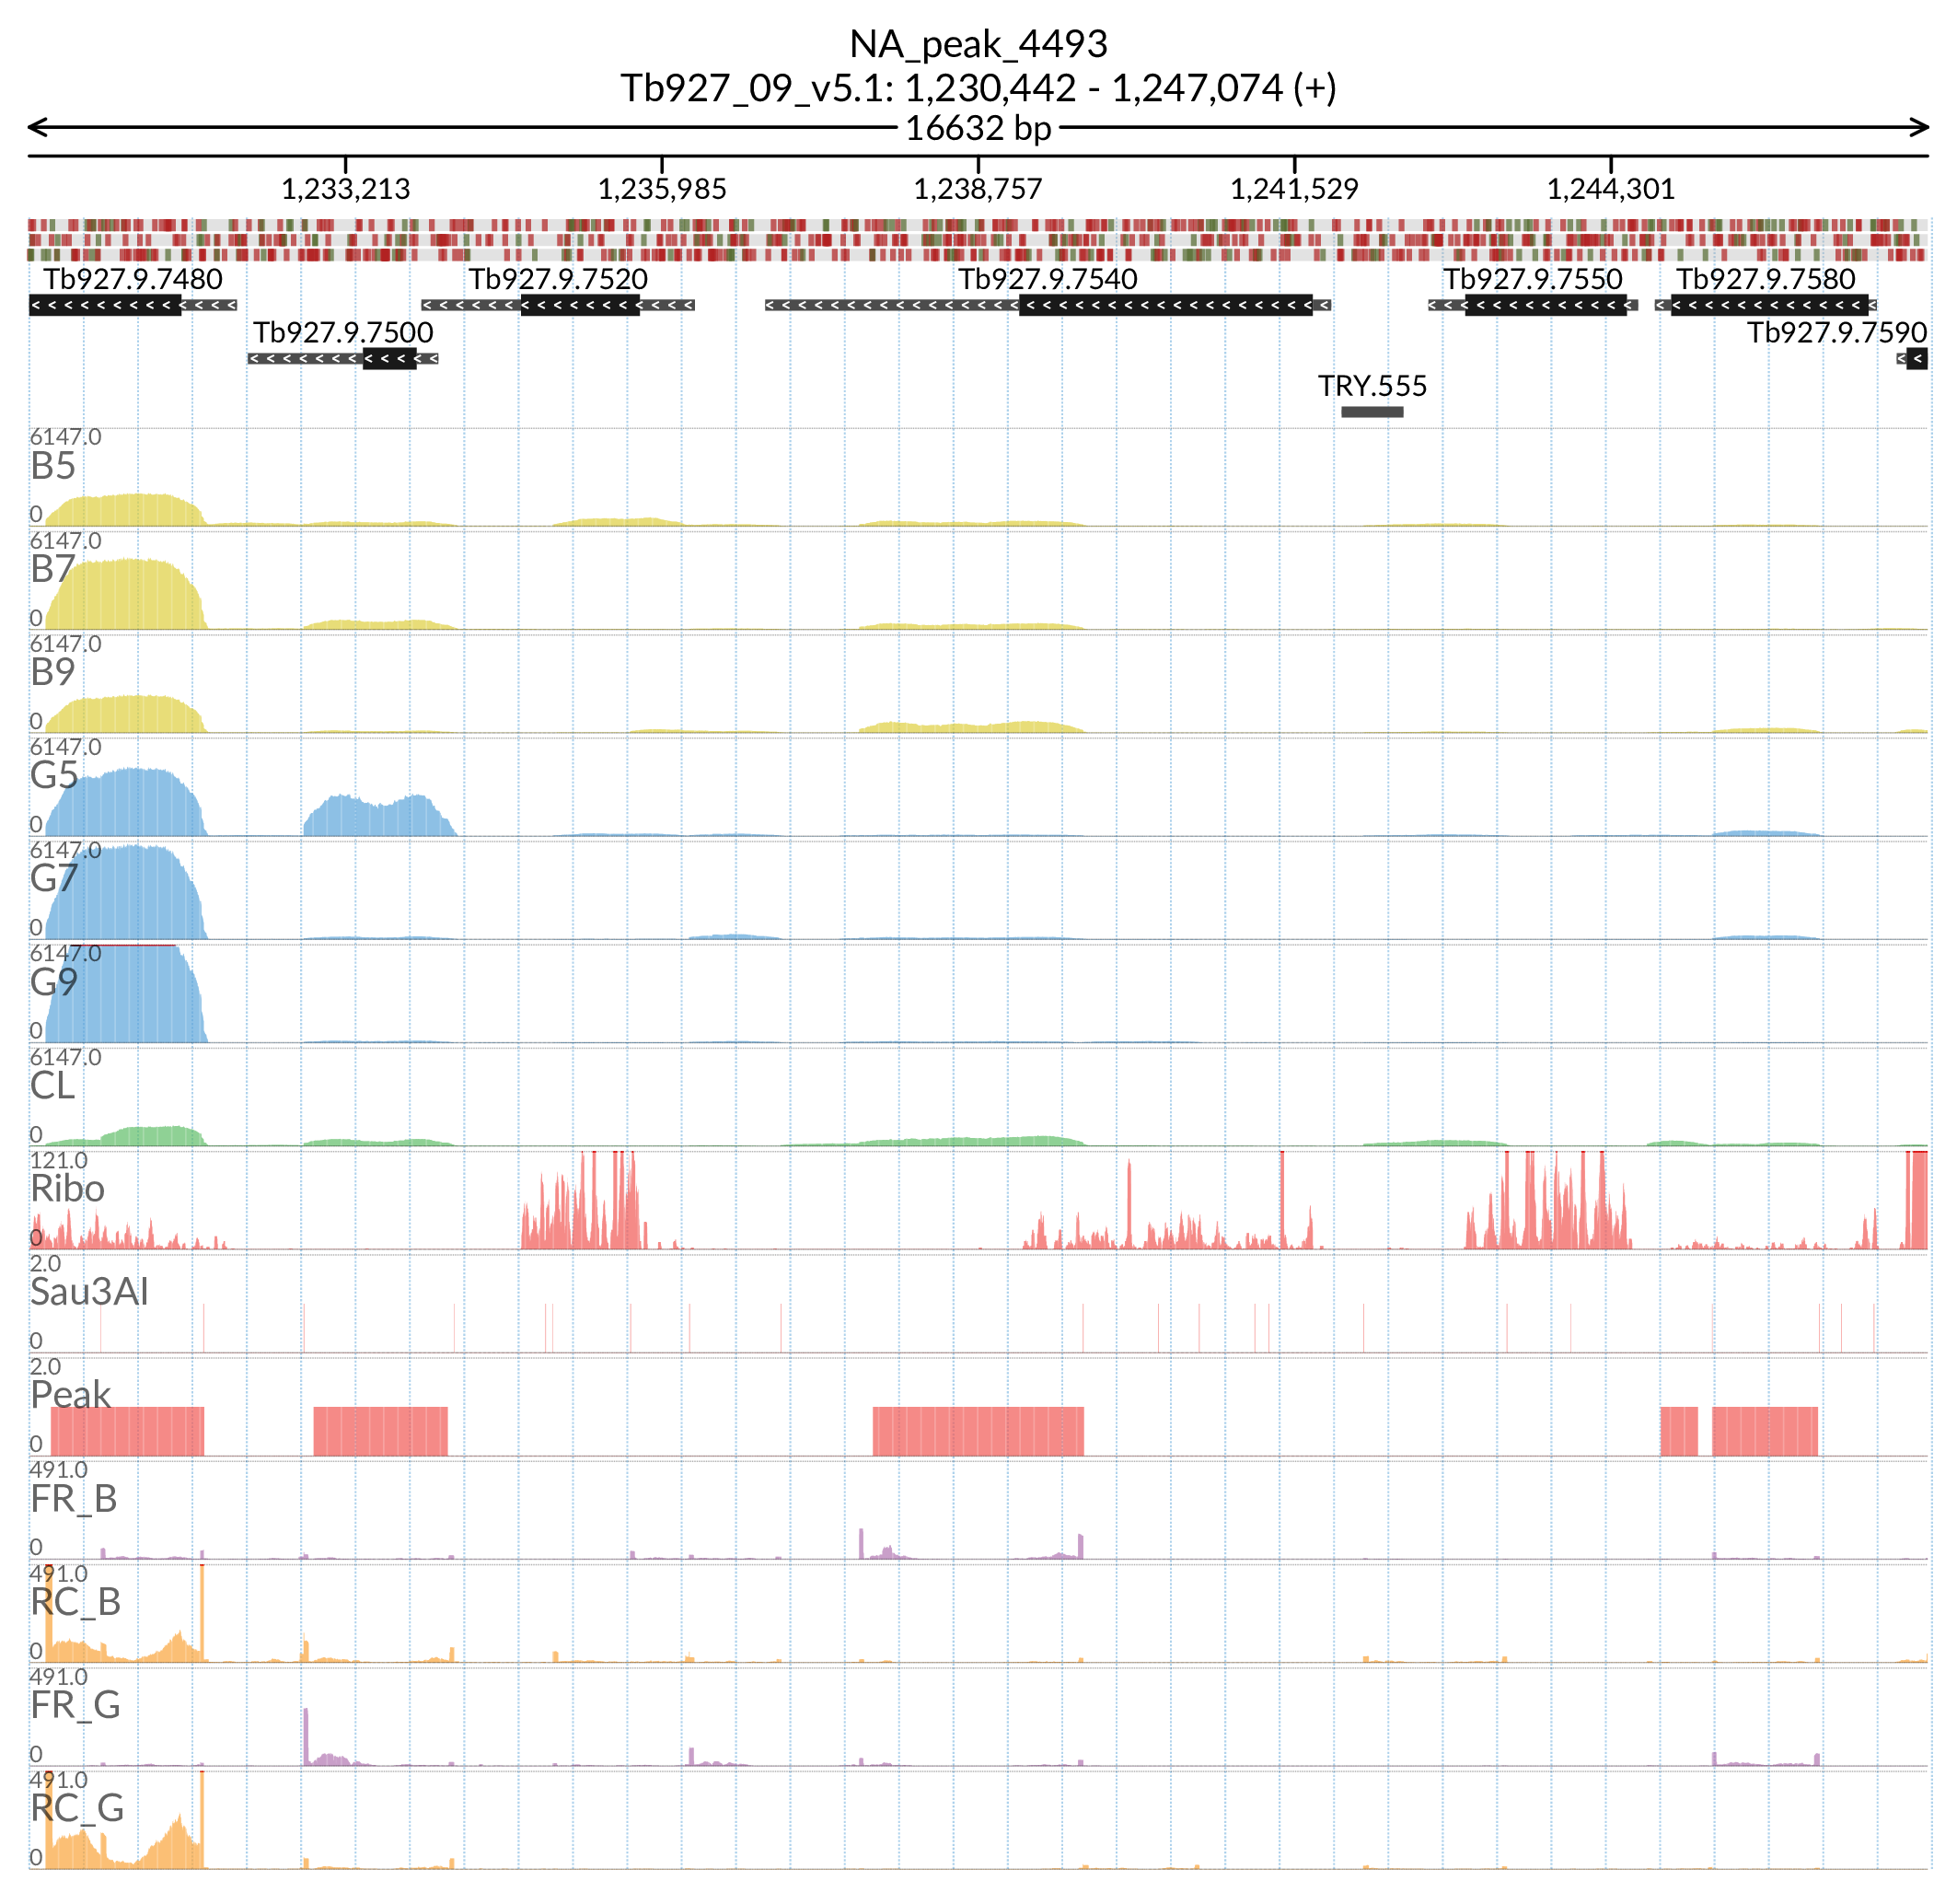 NA_peak_4493
Tb927_09_v5.1: 1,230,442 - 1,247,074 (+)
16632 bp
1,233,213 1,235,985 1,238,757 1,241,529 1,244,301
Tb927.9.7480 Tb927.9.7520 Tb927.9.7540 Tb927.9.7550 Tb927.9.7580
Tb927.9.7500 Tb927.9.7590
TRY.555
6147.0
B5
0
6147.0
B7
0
6147.0
B9
0
6147.0
G5
0
6147.0
G7
0
6147.0
G9
0
6147.0
CL
0
121.0
Ribo
0
2.0
Sau3AI
0
2.0
Peak
0
491.0
FR_B
0
491.0
RC_B
0
491.0
FR_G
0
491.0
RC_G
0